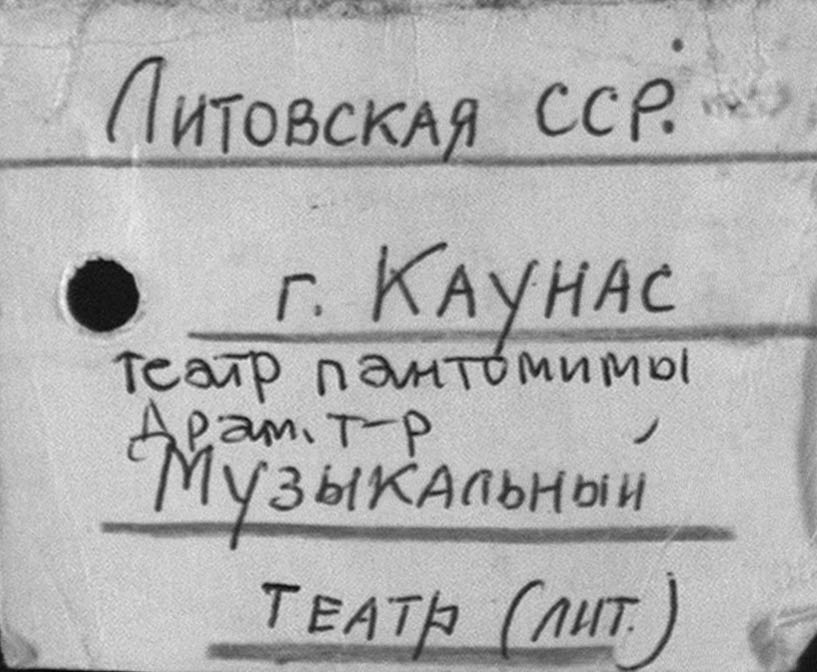 Литовская ССР.
г. Каунас
театр пантомимы
Драм. т-р
Музыкальный
театр (лит.)